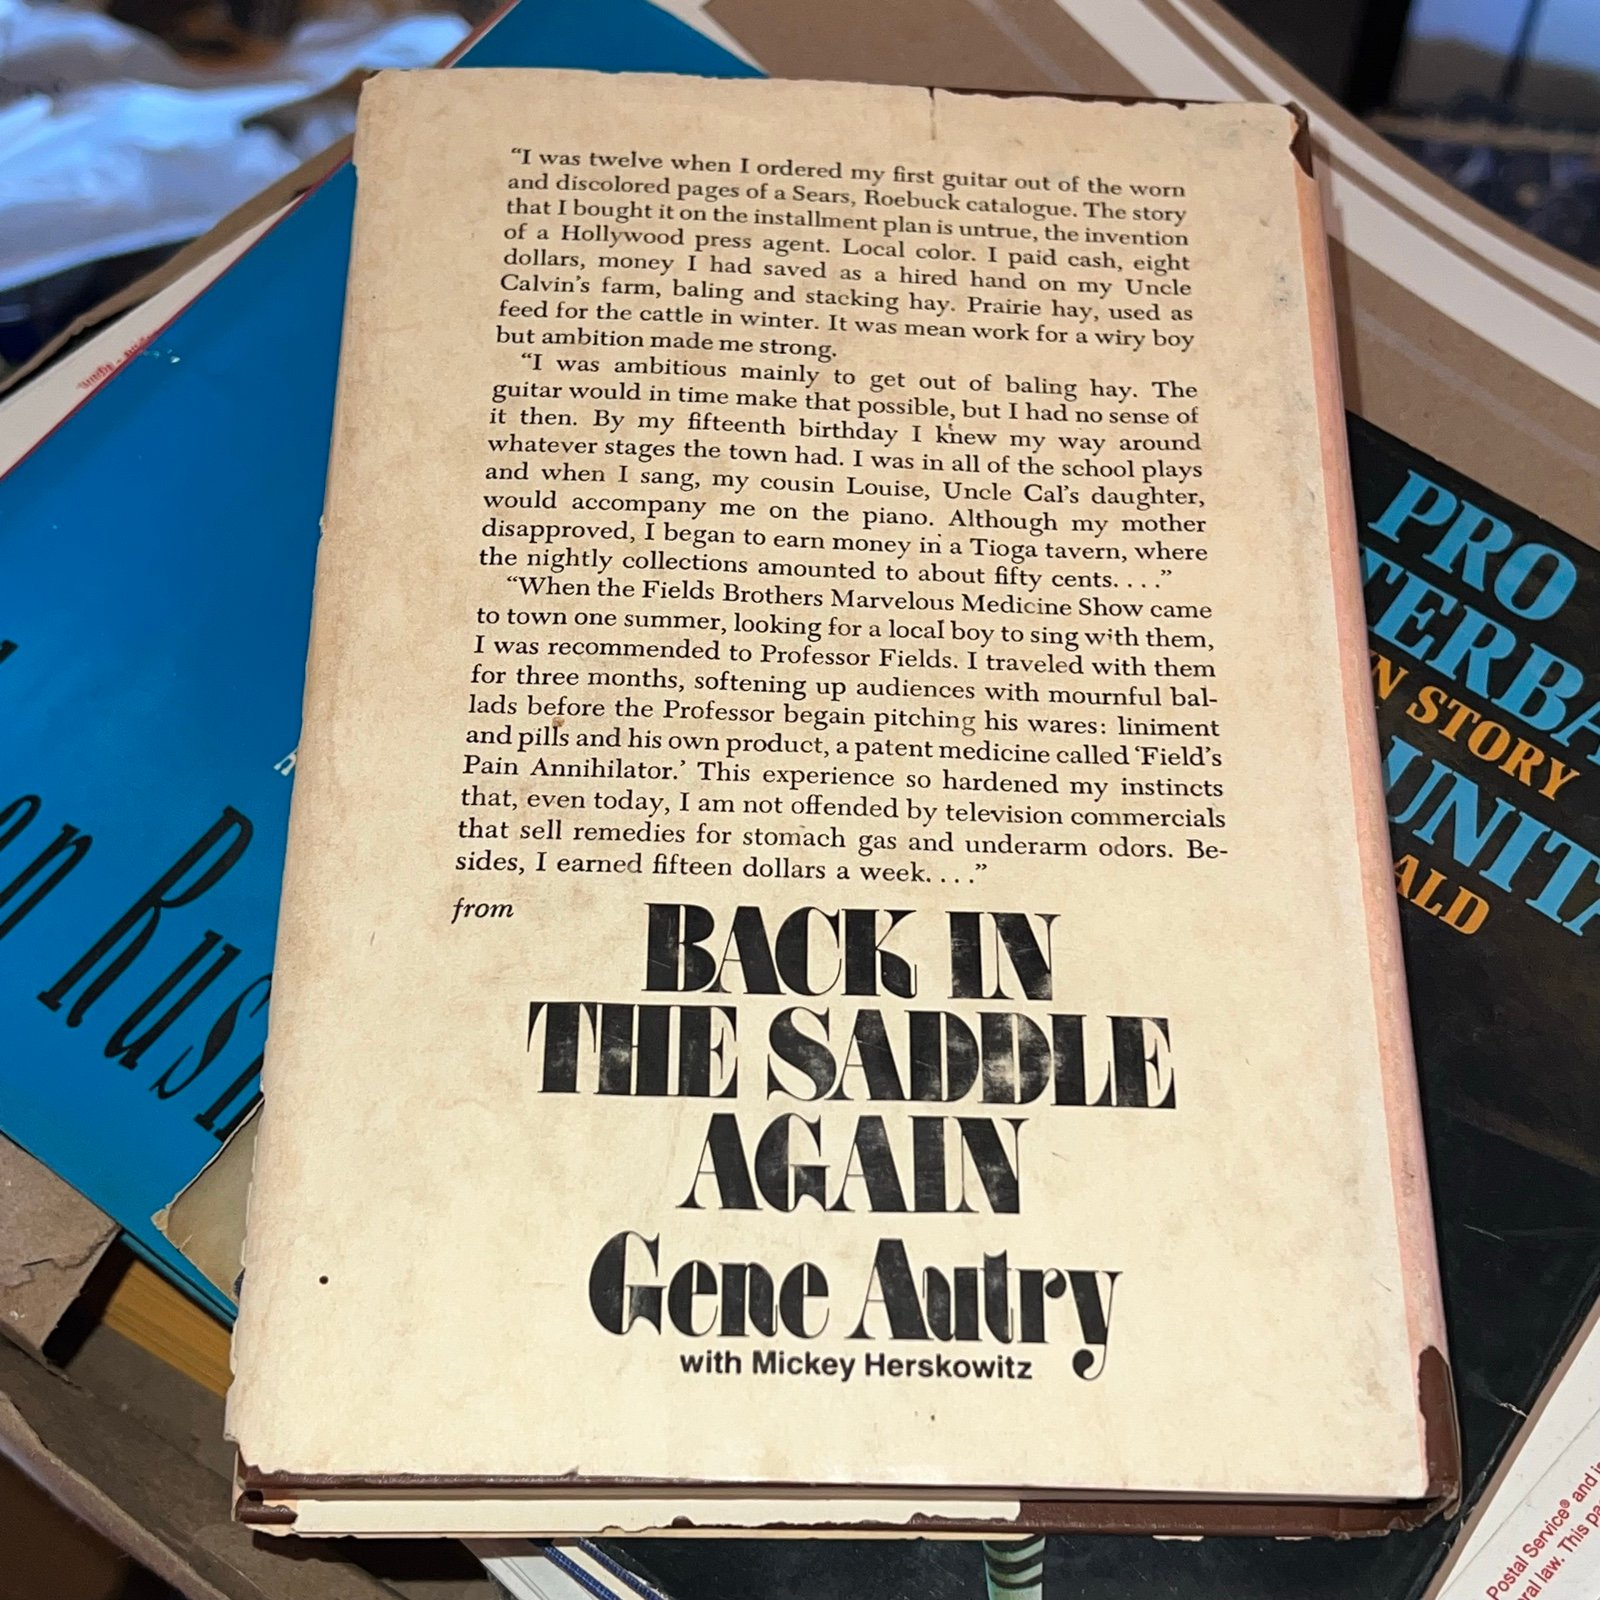 “I was twelve when I ordered my first guitar out of the worn
and discolored pages of a Sears, Roebuck catalogue. The story
that I bought it on the installment plan is untrue, the invention
of a Hollywood press agent. Local color. I paid cash, eight
dollars, money I had saved as a hired hand on my Uncle
Calvin’s farm, baling and stacking hay. Prairie hay, used as
feed for the cattle in winter. It was mean work for a wiry boy
but ambition made me strong.
“I was ambitious mainly to get out of baling hay. The
guitar would in time make that possible, but I had no sense of
it then. By my fifteenth birthday I knew my way around
whatever stages the town had. I was in all of the school plays
and when I sang, my cousin Louise, Uncle Cal’s daughter,
would accompany me on the piano. Although my mother
disapproved, I began to earn money in a Tioga tavern, where
the nightly collections amounted to about fifty cents. . . .”
“When the Fields Brothers Marvelous Medicine Show came
to town one summer, looking for a local boy to sing with them,
I was recommended to Professor Fields. I traveled with them
for three months, softening up audiences with mournful bal-
lads before the Professor begain pitching his wares: liniment
and pills and his own product, a patent medicine called ‘Field’s
Pain Annihilator.’ This experience so hardened my instincts
that, even today, I am not offended by television commercials
that sell remedies for stomach gas and underarm odors. Be-
sides, I earned fifteen dollars a week. . . .”
from
BACK IN
THE SADDLE
AGAIN
Gene Autry
with Mickey Herskowitz
PRO
TERBA
N STORY
UNITA
ALD
Rush
Postal Service® and
law. This